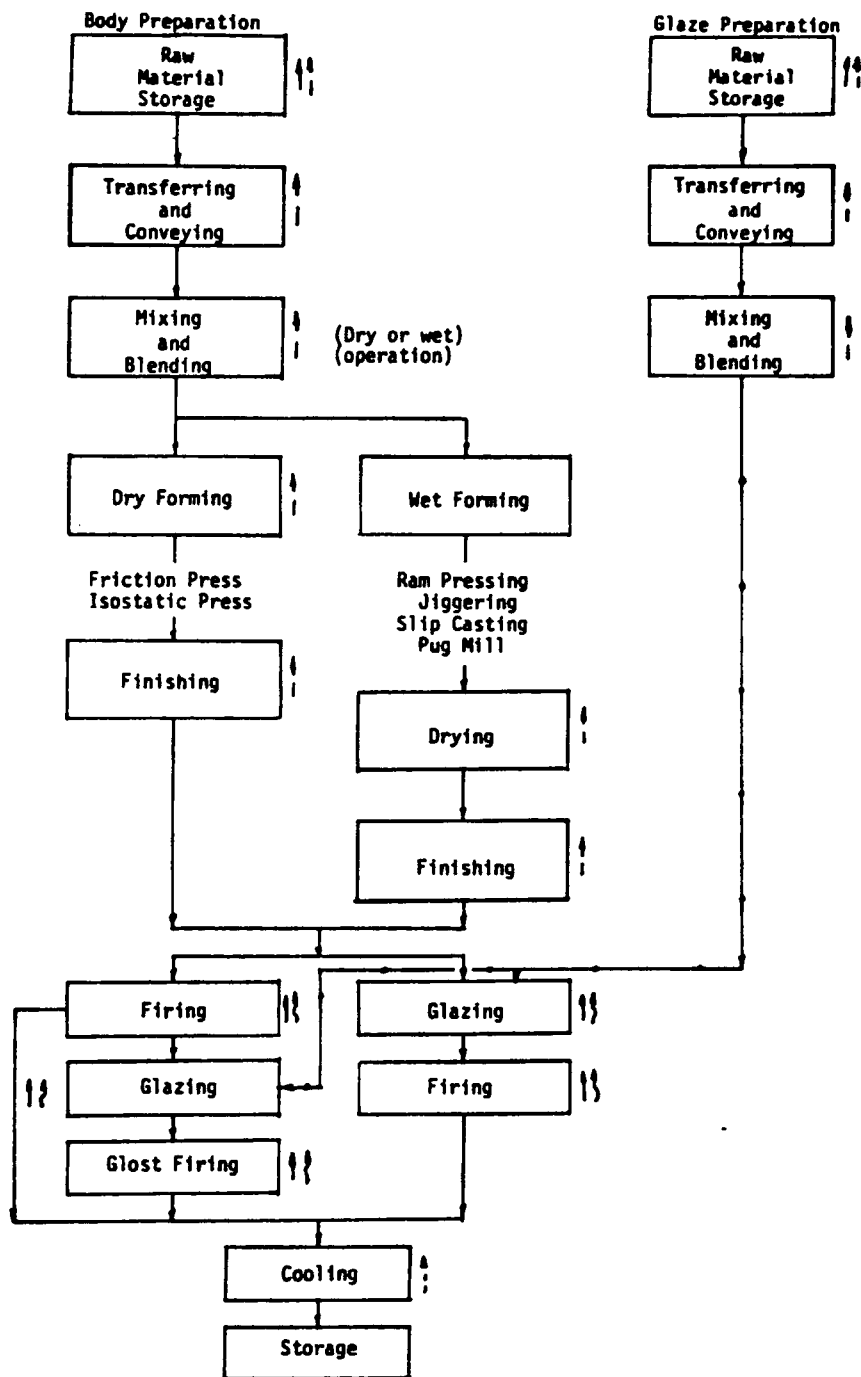 Body Preparation
Raw
Material
Storage
Transferring
and
Conveying
Mixing
and
Blending
(Dry or wet)
(operation)
Dry Forming
Friction Press
Isostatic Press
Finishing
Wet Forming
Ram Pressing
Jiggering
Slip Casting
Pug Mill
Drying
Finishing
Glaze Preparation
Raw
Material
Storage
Transferring
and
Conveying
Mixing
and
Blending
Firing
Glazing
Glost Firing
Glazing
Firing
Cooling
Storage